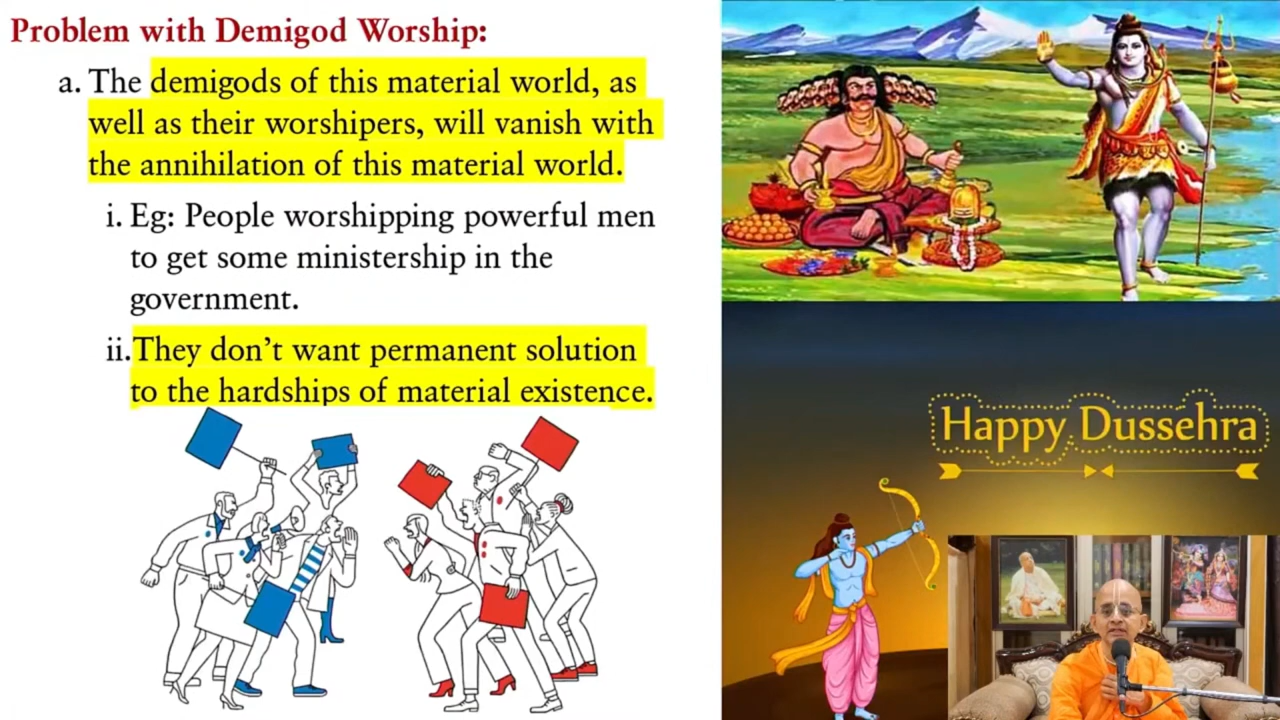 Problem with Demigod Worship:
a. The demigods of this material world, as
well as their worshipers, will vanish with
the annihilation of this material world.
i. Eg: People worshipping powerful men
to get some ministership in the
government.
ii.They don’t want permanent solution
to the hardships of material existence.
Happy Dussehra